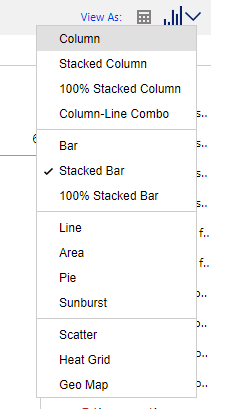 View As:
Column
Stacked Column
100% Stacked Column
Column-Line Combo
Bar
Stacked Bar
100% Stacked Bar
Line
Area
Pie
Sunburst
Scatter
Heat Grid
Geo Map